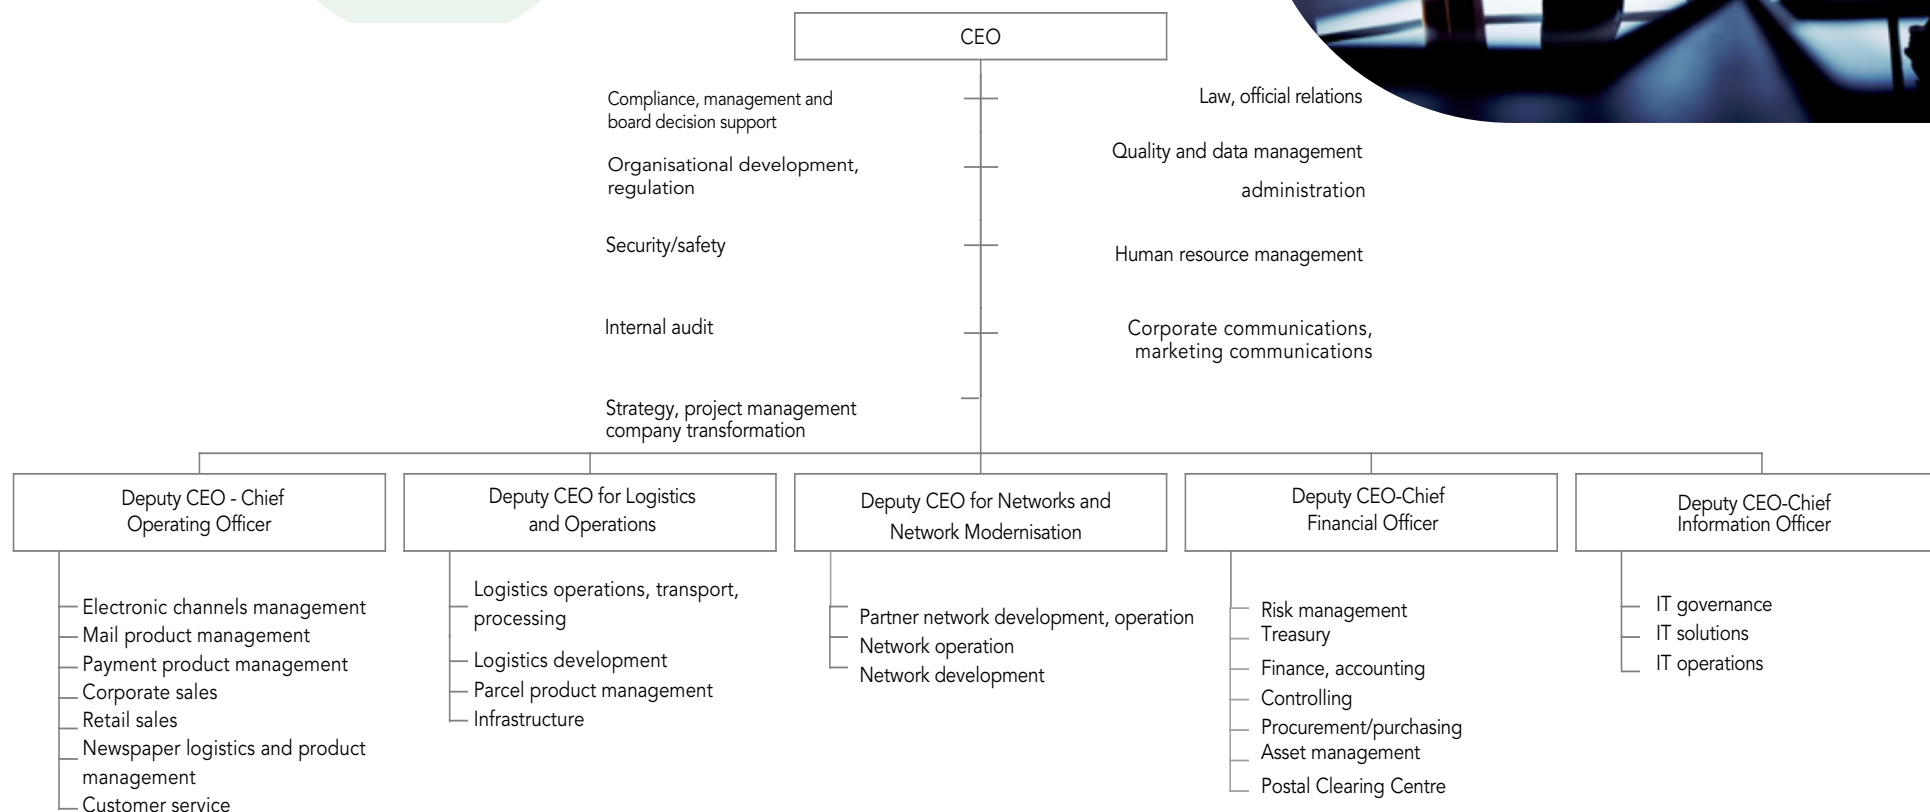 CEO
Compliance, management and
board decision support
Organisational development,
regulation
Security/safety
Internal audit
Strategy, project management
company transformation
Law, official relations
Quality and data management
administration
Human resource management
Corporate communications,
marketing communications
Deputy CEO - Chief
Operating Officer
Electronic channels management
Mail product management
Payment product management
Corporate sales
Retail sales
Newspaper logistics and product
management
Customer service
Deputy CEO for Logistics
and Operations
Logistics operations, transport,
processing
Logistics development
Parcel product management
Infrastructure
Deputy CEO for Networks and
Network Modernisation
Partner network development, operation
Network operation
Network development
Deputy CEO-Chief
Financial Officer
Risk management
Treasury
Finance, accounting
Controlling
Procurement/purchasing
Asset management
Postal Clearing Centre
Deputy CEO-Chief
Information Officer
IT governance
IT solutions
IT operations